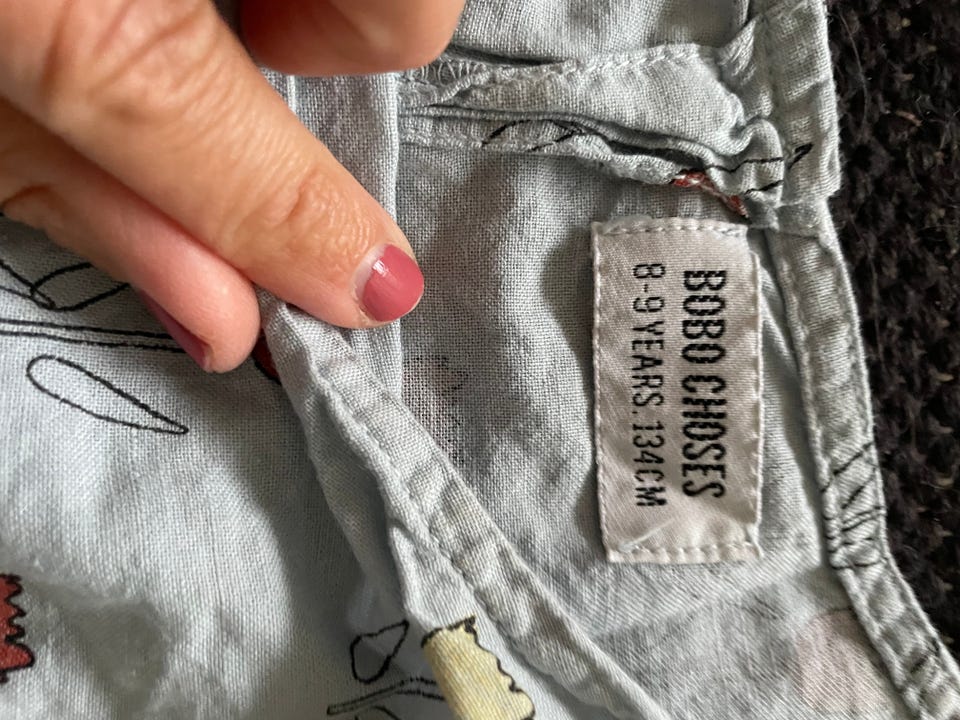 BOBO CHOSES
8-9 YEARS. 134CM